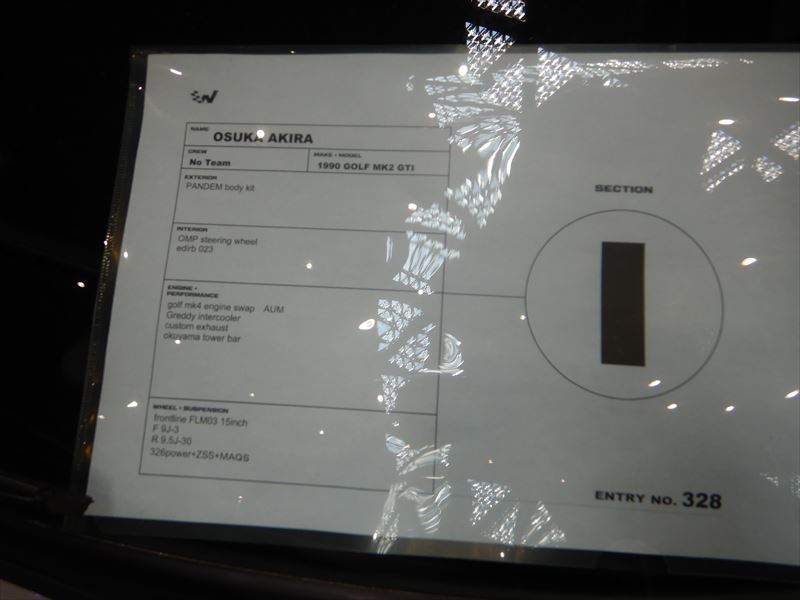 NAME
OSUKA AKIRA
CREW
No Team
MAKE • MODEL
1990 GOLF MK2 GTI
EXTERIOR
PANDEM body kit
INTERIOR
OMP steering wheel
edirb 023
ENGINE •
PERFORMANCE
golf mk4 engine swap AUM
Greddy intercooler
custom exhaust
okuyama tower bar
WHEEL • SUSPENSION
frontline FLM03 15inch
F 9J-3
R 9.5J-30
326power+ZSS+MAQS
SECTION
I
ENTRY NO. 328